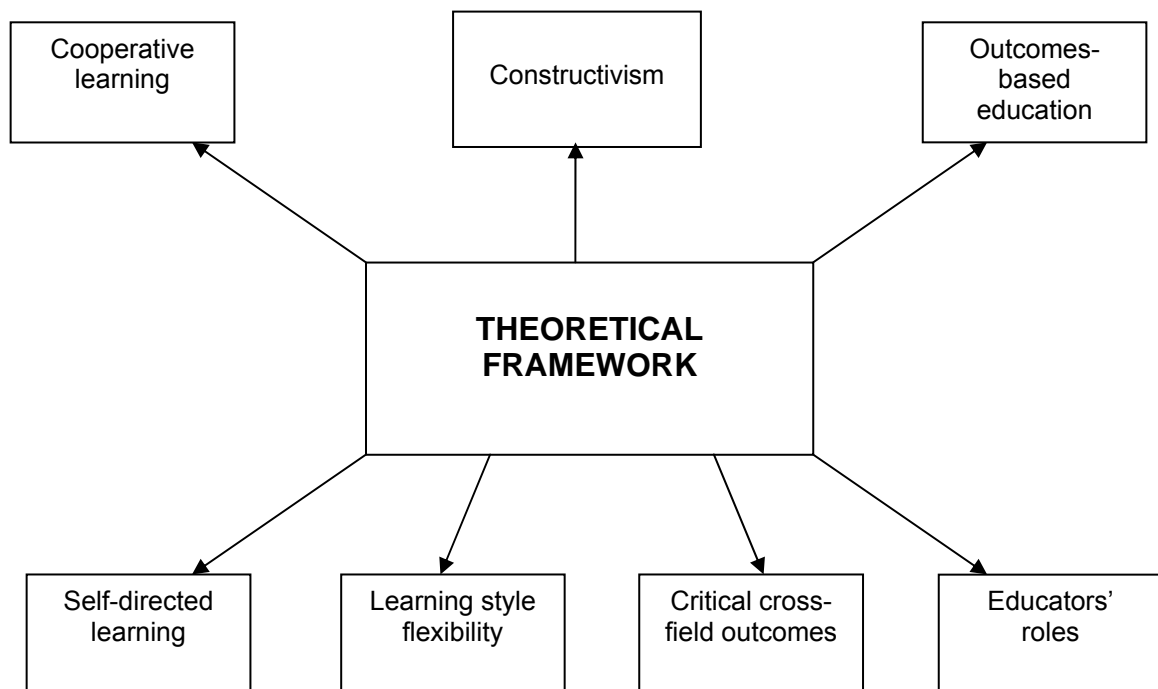 Cooperative
learning
Constructivism
Outcomes-
based
education
THEORETICAL
FRAMEWORK
Self-directed
learning
Learning style
flexibility
Critical cross-
field outcomes
Educators’
roles